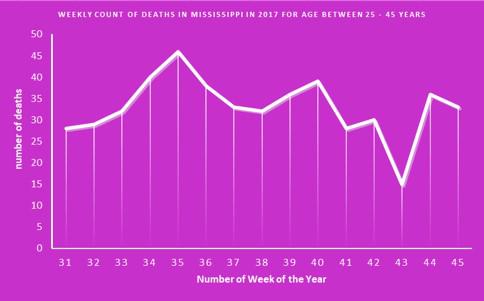 WEEKLY COUNT OF DEATHS IN MISSISSIPPI IN 2017 FOR AGE BETWEEN 25 - 45 YEARS
50
45
40
35
30
25
20
15
10
5
0
number of deaths
31 32 33 34 35 36 37 38 39 40 41 42 43 44 45
Number of Week of the Year